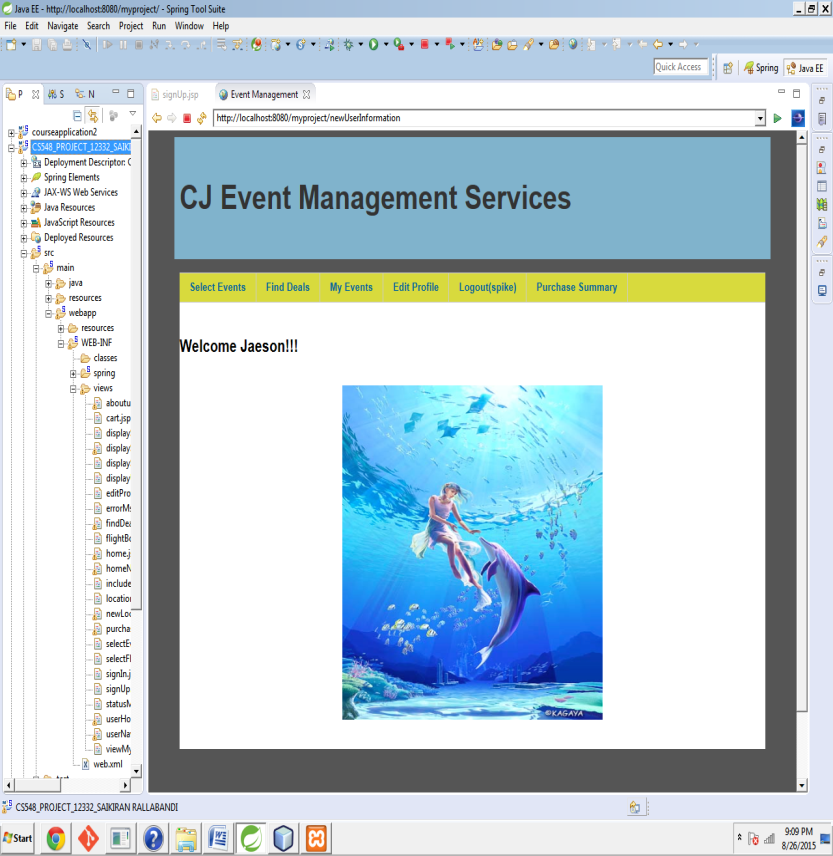 Java EE - http://localhost:8080/myproject/ - Spring Tool Suite
File Edit Navigate Search Project Run Window Help
Quick Access
Spring
Java EE
P
S
N
signUp.jsp
Event Management
http://localhost:8080/myproject/newUserInformation
courseapplication2
CS548_PROJECT_12332_SAIKI
Deployment Descriptor: C
Spring Elements
JAX-WS Web Services
Java Resources
JavaScript Resources
Deployed Resources
src
main
java
resources
webapp
resources
WEB-INF
classes
spring
views
aboutu
cart.jsp
display
display
display
display
editPro
errorMs
findDea
flightBo
home.j
homeN
include
location
newLoc
purcha
selectEv
selectFl
signIn.j
signUp
statusM
userHo
userNav
viewMy
web.xml
CJ Event Management Services
Select Events Find Deals My Events Edit Profile Logout(spike) Purchase Summary
Welcome Jaeson!!!
©KAGAYA
CS548_PROJECT_12332_SAIKIRAN RALLABANDI
Start
9:09 PM
8/26/2015